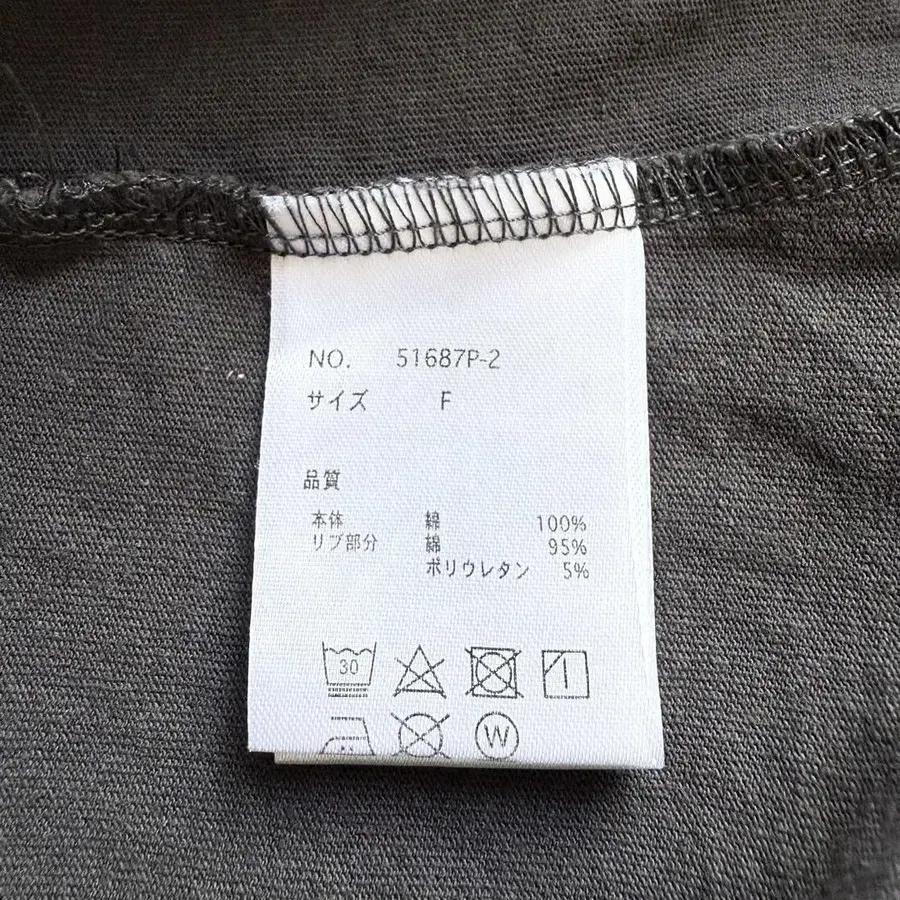 NO. 51687P-2
サイズ F
品質
本体 綿 100%
リブ部分 綿 95%
ポリウレタン 5%
30
W